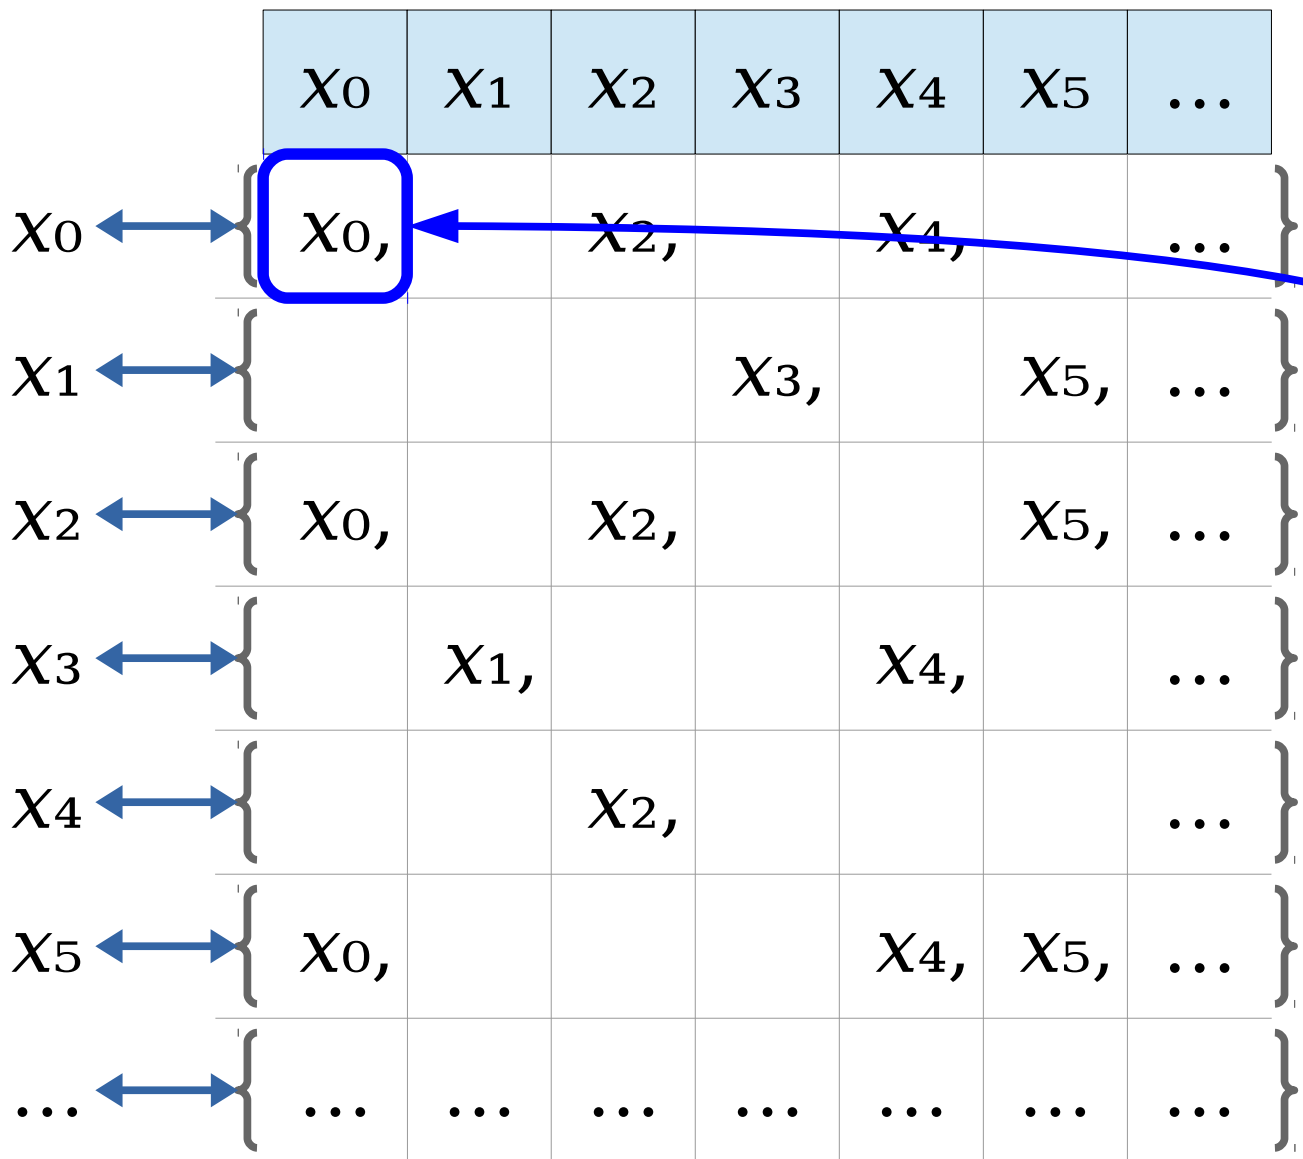 x₀ x₁ x₂ x₃ x₄ x₅ …
x₀ { x₀, x₂, x₄, … }
x₁ { x₃, x₅, … }
x₂ { x₀, x₂, x₅, … }
x₃ { x₁, x₄, … }
x₄ { x₂, … }
x₅ { x₀, x₄, x₅, … }
… { … … … … … … … }